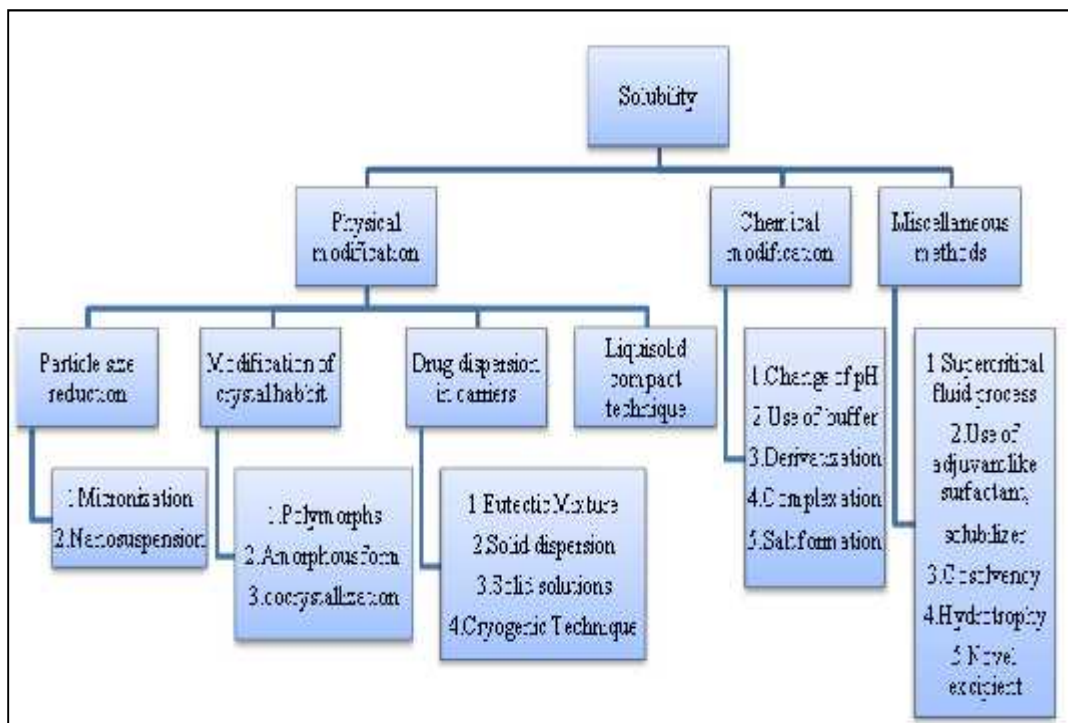 Solubility
Physical
modification
Chemical
modification
Miscellaneous
methods
Particle size
reduction
Modification of
crystal habbit
Drug dispersion
in carriers
Liquisolid
compact
technique
1.Micronization
2.Nanosuspension
1.Polymorphs
2.Amorphous form
3.cocrystallization
1.Eutectic Mixture
2.Solid dispersion
3.Solid solutions
4.Cryogenic Technique
1.Change of pH
2.Use of buffer
3.Derivatization
4.Complexation
5.Salt formation
1.Supercritical
fluid process
2.Use of
adjuvant like
surfactant,
solubilizer
3.Cosolvency
4.Hydrotrophy
5.Novel
excipient